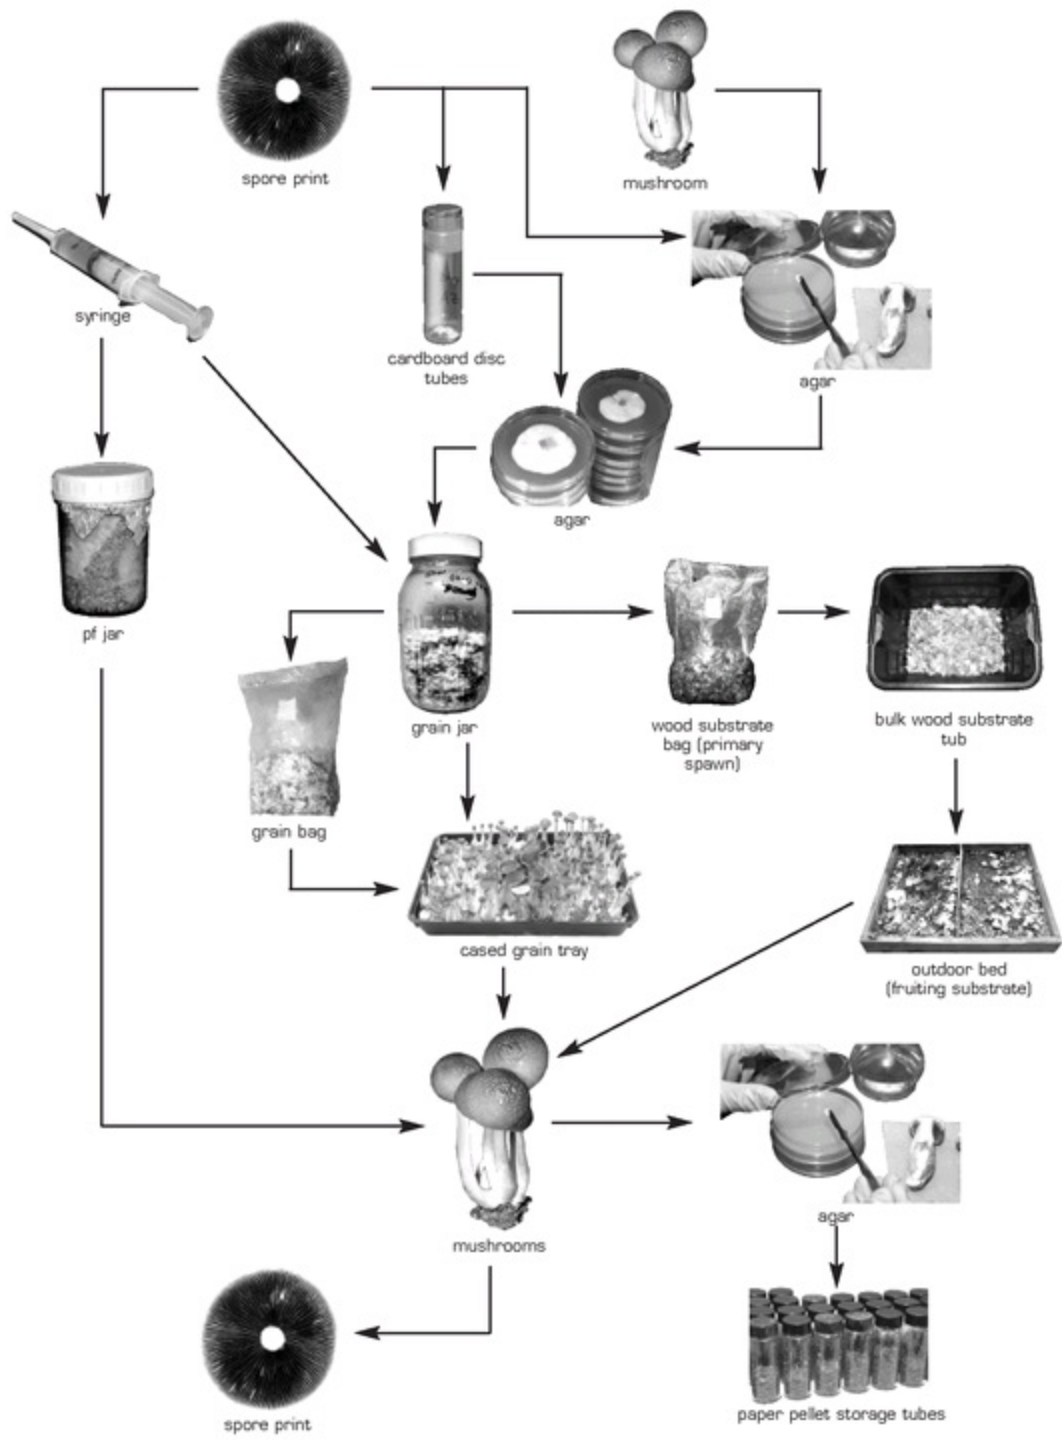 spore print
mushroom
syringe
cardboard disc
tubes
agar
agar
pf jar
grain jar
wood substrate
bag (primary
spawn)
bulk wood substrate
tub
grain bag
cased grain tray
outdoor bed
(fruiting substrate)
mushrooms
agar
spore print
paper pellet storage tubes